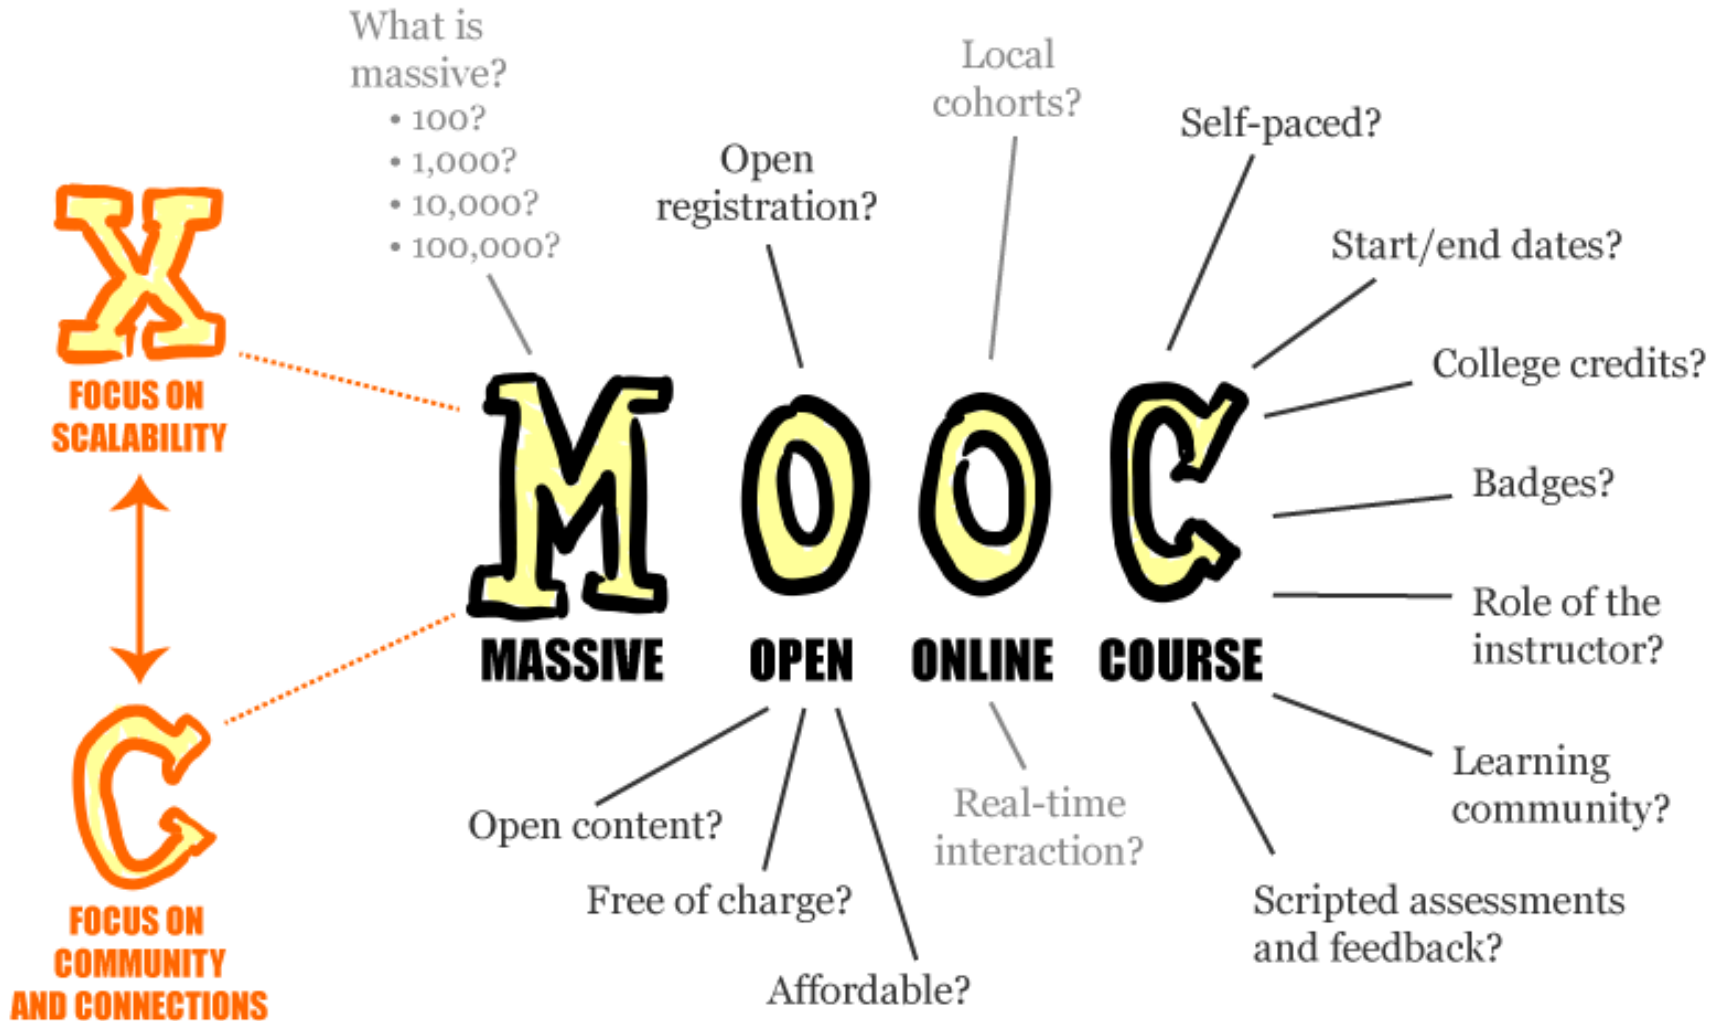 What is
massive?
• 100?
• 1,000?
• 10,000?
• 100,000?
Open
registration?
Local
cohorts?
Self-paced?
Start/end dates?
College credits?
Badges?
Role of the
instructor?
Learning
community?
Scripted assessments
and feedback?
X
FOCUS ON
SCALABILITY
C
FOCUS ON
COMMUNITY
AND CONNECTIONS
MOOC
MASSIVE OPEN ONLINE COURSE
Open content?
Free of charge?
Affordable?
Real-time
interaction?